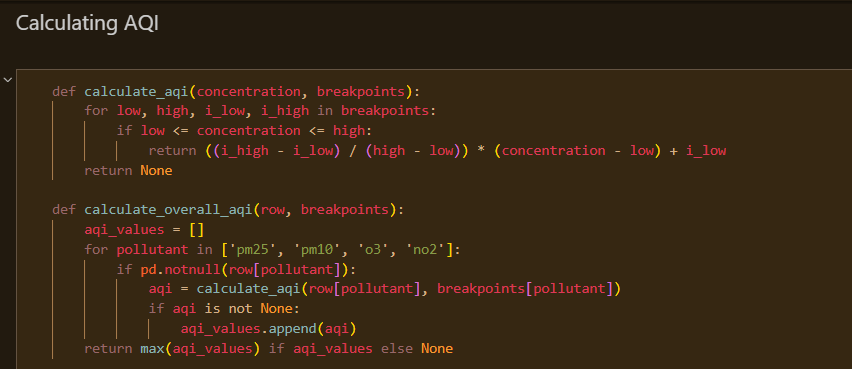 Calculating AQI
def calculate_aqi(concentration, breakpoints):
for low, high, i_low, i_high in breakpoints:
if low <= concentration <= high:
return ((i_high - i_low) / (high - low)) * (concentration - low) + i_low
return None
def calculate_overall_aqi(row, breakpoints):
aqi_values = []
for pollutant in ['pm25', 'pm10', 'o3', 'no2']:
if pd.notnull(row[pollutant]):
aqi = calculate_aqi(row[pollutant], breakpoints[pollutant])
if aqi is not None:
aqi_values.append(aqi)
return max(aqi_values) if aqi_values else None